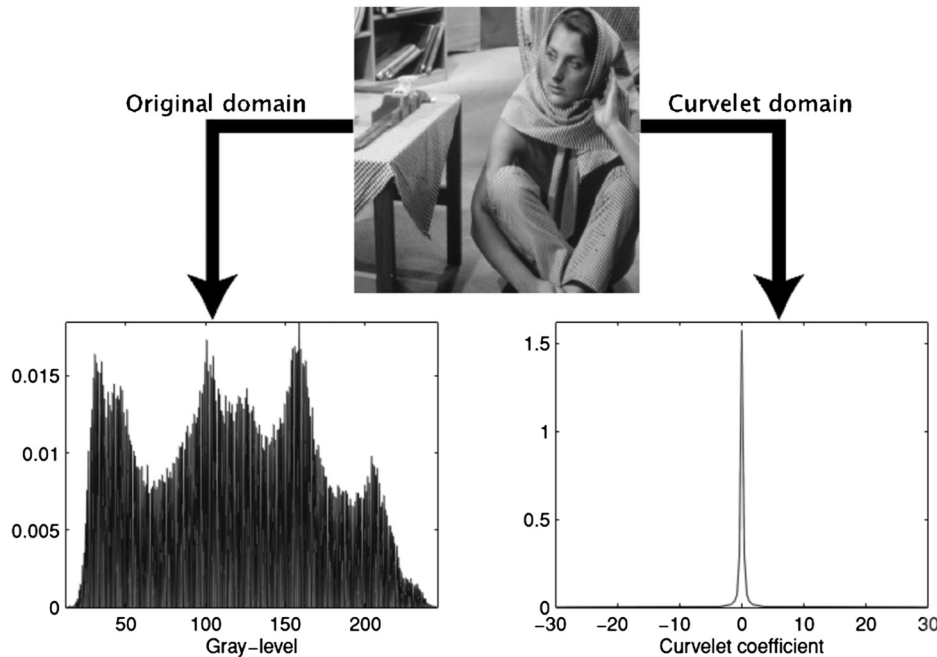 Original domain
Curvelet domain
0.015
0.01
0.005
0
50 100 150 200
Gray−level
1.5
1
0.5
0
−30 −20 −10 0 10 20 30
Curvelet coefficient